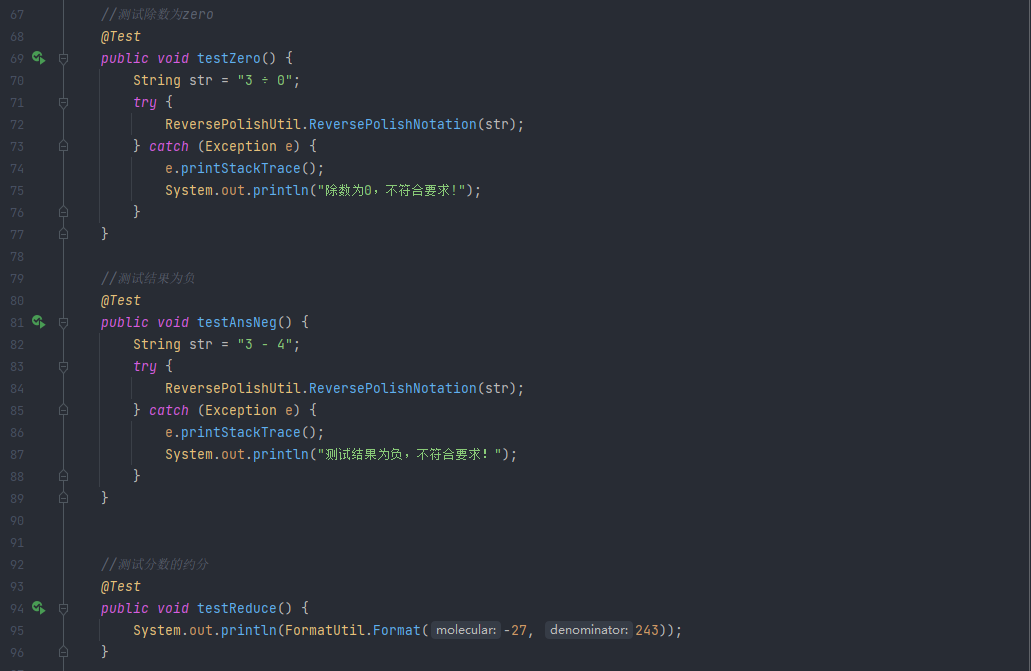 67 //测试除数为zero
68 @Test
69 public void testZero() {
70 String str = "3 ÷ 0";
71 try {
72 ReversePolishUtil.ReversePolishNotation(str);
73 } catch (Exception e) {
74 e.printStackTrace();
75 System.out.println("除数为0，不符合要求!");
76 }
77 }
78
79 //测试结果为负
80 @Test
81 public void testAnsNeg() {
82 String str = "3 - 4";
83 try {
84 ReversePolishUtil.ReversePolishNotation(str);
85 } catch (Exception e) {
86 e.printStackTrace();
87 System.out.println("测试结果为负，不符合要求！");
88 }
89 }
90
91
92 //测试分数的约分
93 @Test
94 public void testReduce() {
95 System.out.println(FormatUtil.Format( molecular: -27, denominator: 243));
96 }